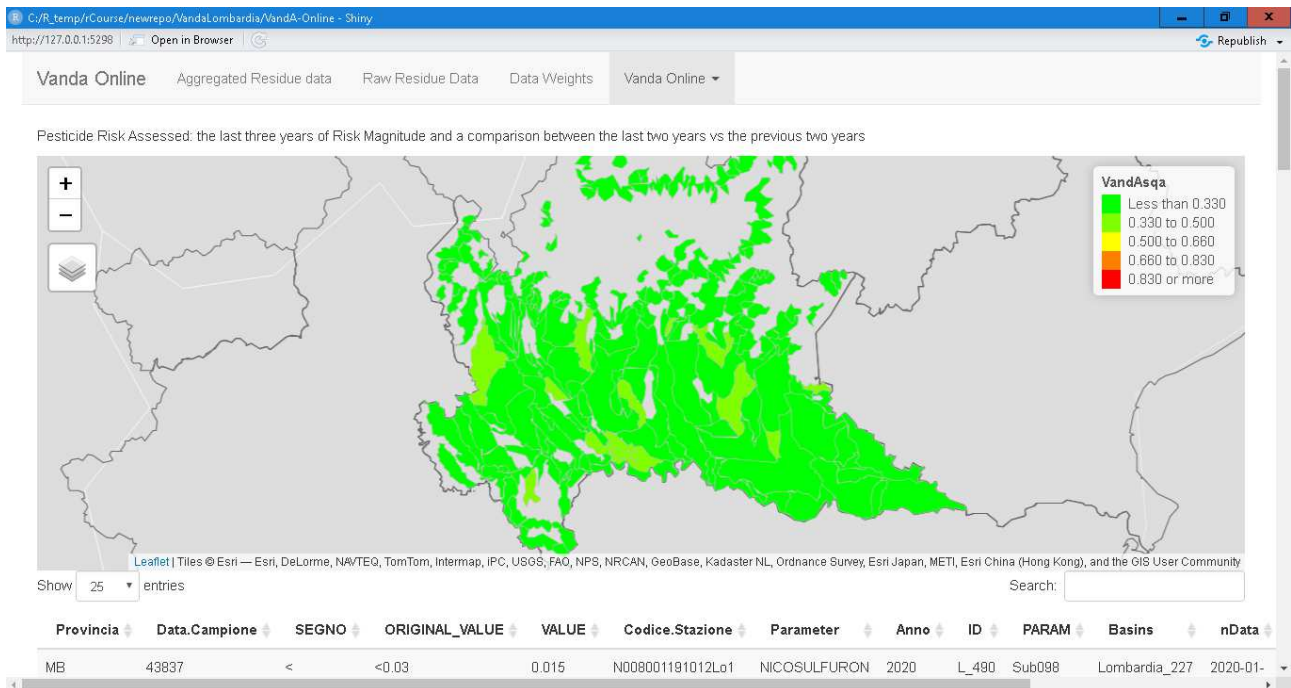 C:/R_temp/rCourse/newrepo/VandaLombardia/VandA-Online - Shiny
http://127.0.0.1:5298 Open in Browser Republish
Vanda Online Aggregated Residue data Raw Residue Data Data Weights Vanda Online
Pesticide Risk Assessed: the last three years of Risk Magnitude and a comparison between the last two years vs the previous two years
+
−
VandAsqa
Less than 0.330
0.330 to 0.500
0.500 to 0.660
0.660 to 0.830
0.830 or more
Leaflet | Tiles © Esri — Esri, DeLorme, NAVTEQ, TomTom, Intermap, iPC, USGS, FAO, NPS, NRCAN, GeoBase, Kadaster NL, Ordnance Survey, Esri Japan, METI, Esri China (Hong Kong), and the GIS User Community
Show 25 entries Search:
Provincia Data.Campione SEGNO ORIGINAL_VALUE VALUE Codice.Stazione Parameter Anno ID PARAM Basins nData
MB 43837 < <0.03 0.015 N008001191012Lo1 NICOSULFURON 2020 L_490 Sub098 Lombardia_227 2020-01-